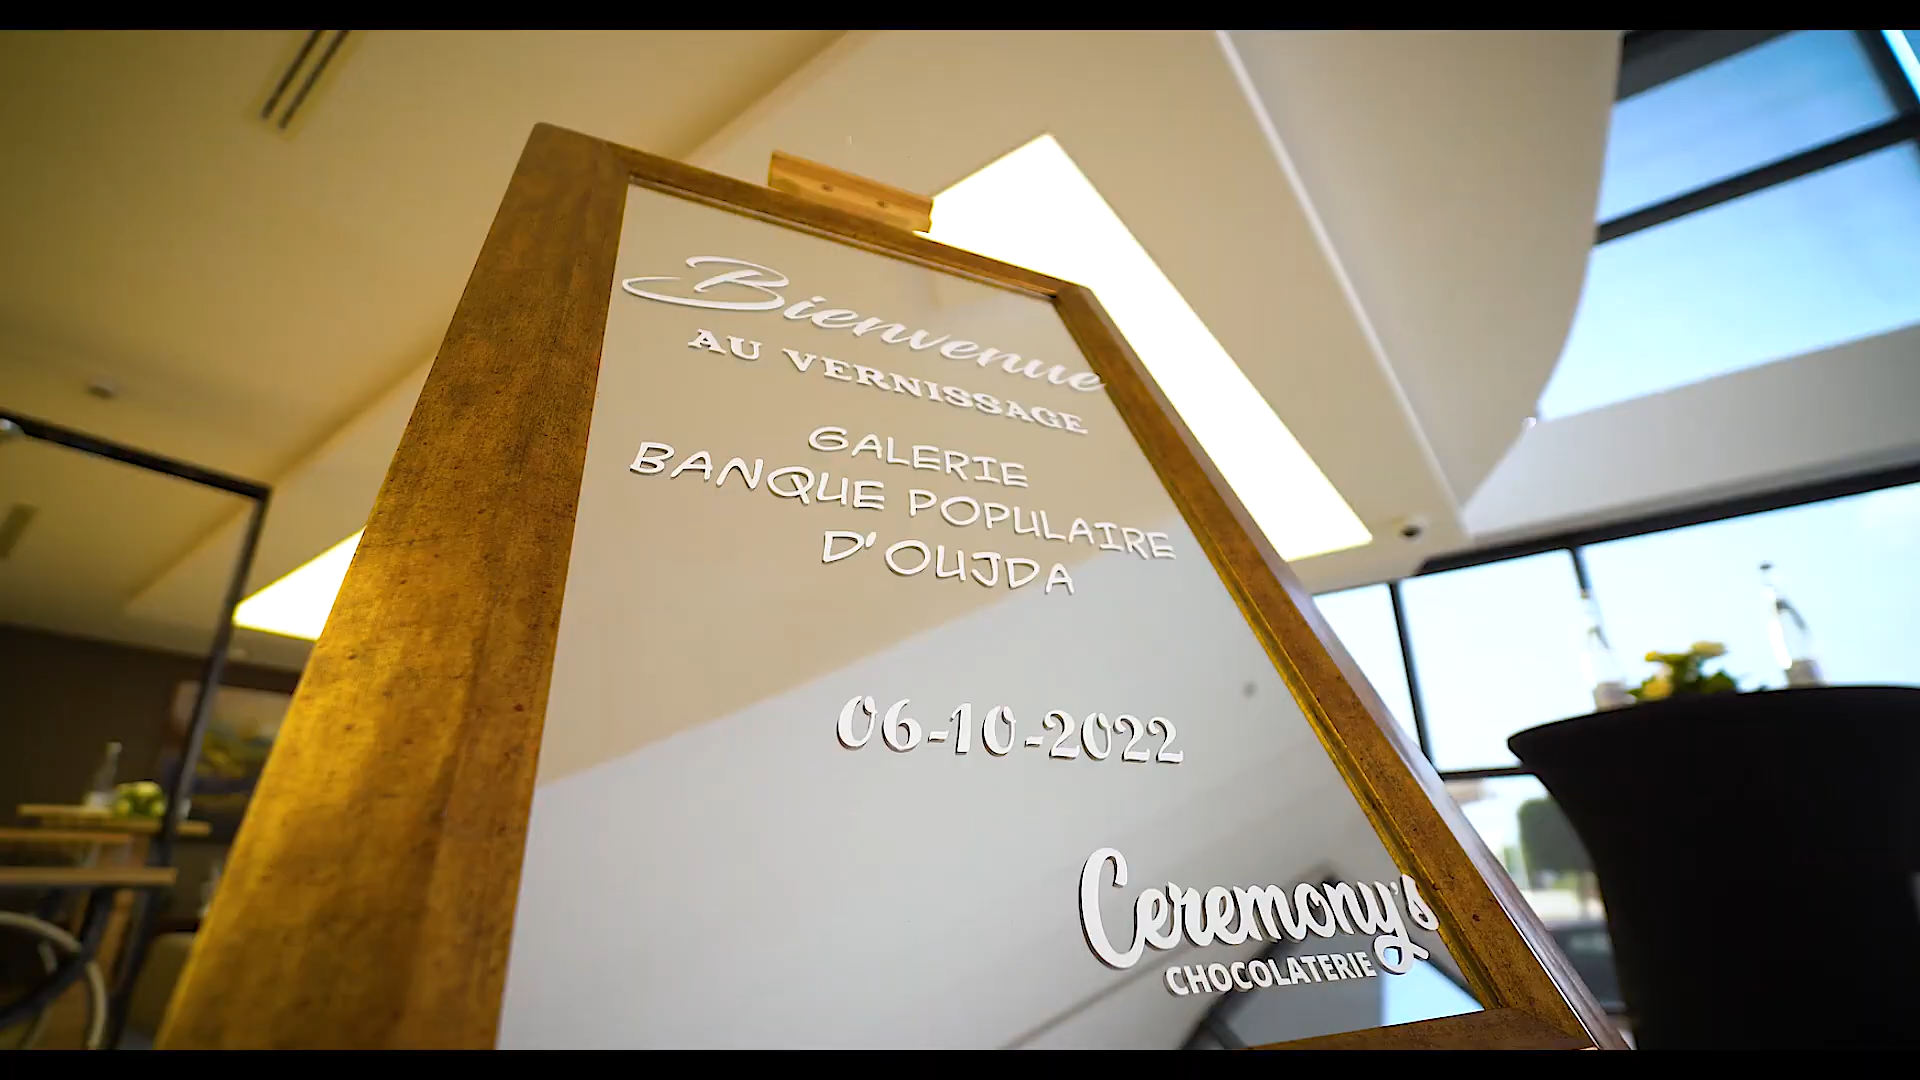 Bienvenue
AU VERNISSAGE
GALERIE
BANQUE POPULAIRE
D'OUJDA
06-10-2022
Ceremony's
CHOCOLATERIE